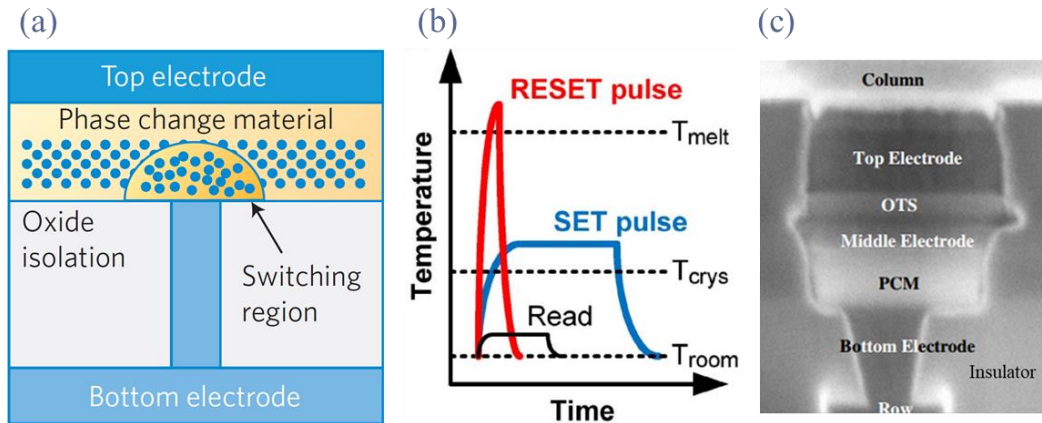 (a)
Top electrode
Phase change material
Oxide
isolation
Switching
region
Bottom electrode
(b)
RESET pulse
Tmelt
SET pulse
Tcrys
Read
Troom
Temperature
Time
(c)
Column
Top Electrode
OTS
Middle Electrode
PCM
Bottom Electrode
Insulator
Row